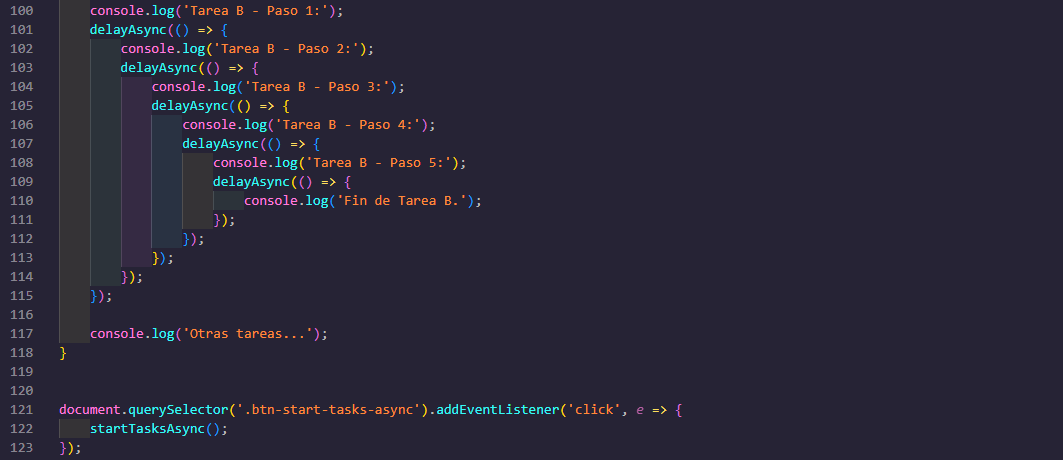 100 console.log('Tarea B - Paso 1:');
101 delayAsync(() => {
102 console.log('Tarea B - Paso 2:');
103 delayAsync(() => {
104 console.log('Tarea B - Paso 3:');
105 delayAsync(() => {
106 console.log('Tarea B - Paso 4:');
107 delayAsync(() => {
108 console.log('Tarea B - Paso 5:');
109 delayAsync(() => {
110 console.log('Fin de Tarea B.');
111 });
112 });
113 });
114 });
115 });
116
117 console.log('Otras tareas...');
118 }
119
120
121 document.querySelector('.btn-start-tasks-async').addEventListener('click', e => {
122 startTasksAsync();
123 });